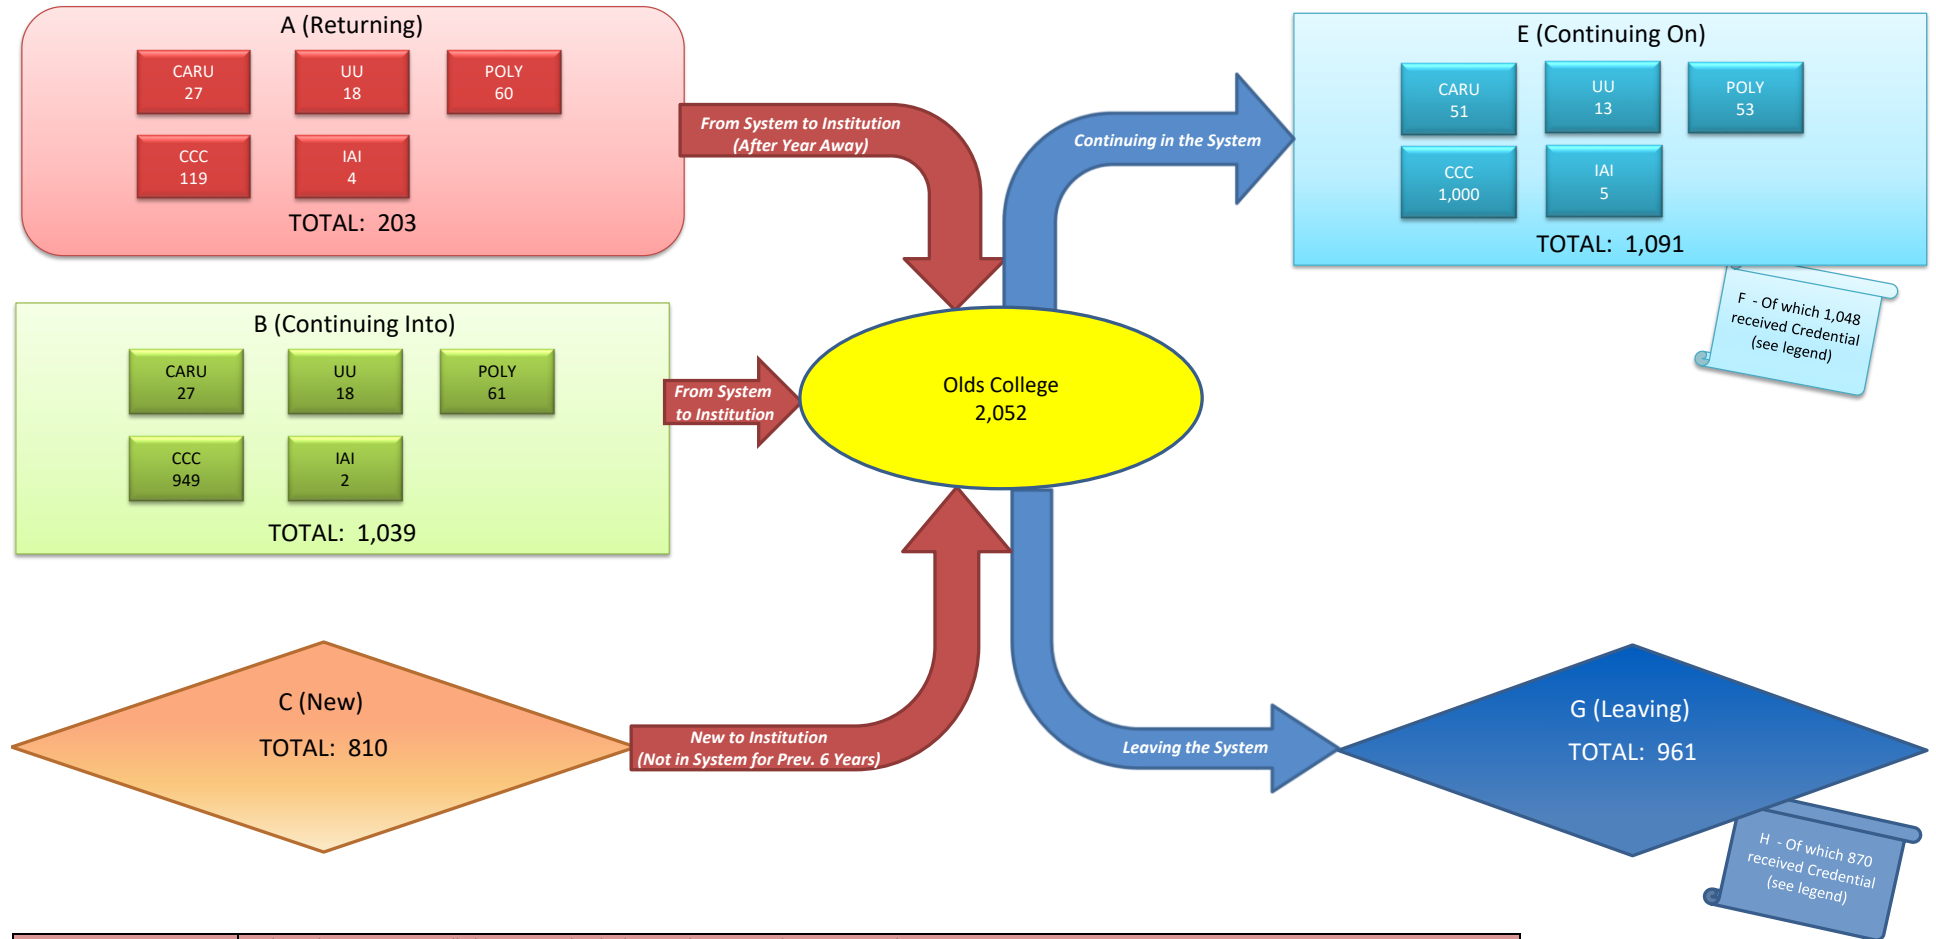 A (Returning)
CARU
27
UU
18
POLY
60
CCC
119
IAI
4
TOTAL: 203
From System to Institution
(After Year Away)
Continuing in the System
E (Continuing On)
CARU
51
UU
13
POLY
53
CCC
1,000
IAI
5
TOTAL: 1,091
F - Of which 1,048
received Credential
(see legend)
B (Continuing Into)
CARU
27
UU
18
POLY
61
CCC
949
IAI
2
TOTAL: 1,039
From System
to Institution
Olds College
2,052
C (New)
TOTAL: 810
New to Institution
(Not in System for Prev. 6 Years)
Leaving the System
G (Leaving)
TOTAL: 961
H - Of which 870
received Credential
(see legend)